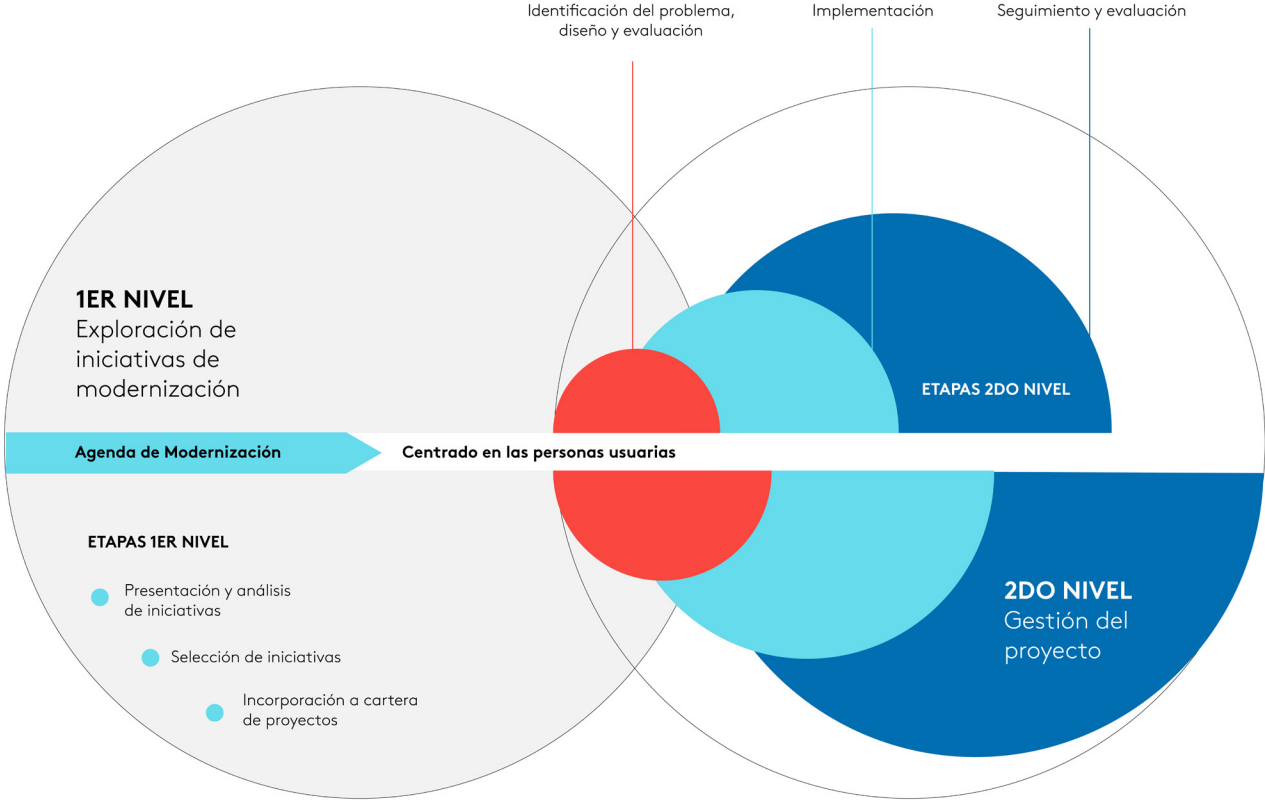 Identificación del problema,
diseño y evaluación
Implementación
Seguimiento y evaluación
1ER NIVEL
Exploración de
iniciativas de
modernización
ETAPAS 2DO NIVEL
Agenda de Modernización
Centrado en las personas usuarias
ETAPAS 1ER NIVEL
Presentación y análisis
de iniciativas
Selección de iniciativas
Incorporación a cartera
de proyectos
2DO NIVEL
Gestión del
proyecto